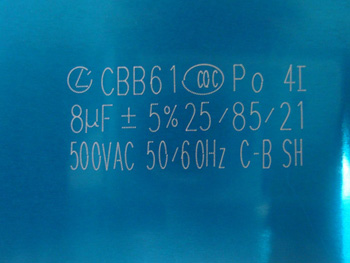 CBB61 Po 4I
8μF ± 5% 25/85/21
500VAC 50/60Hz C-B SH